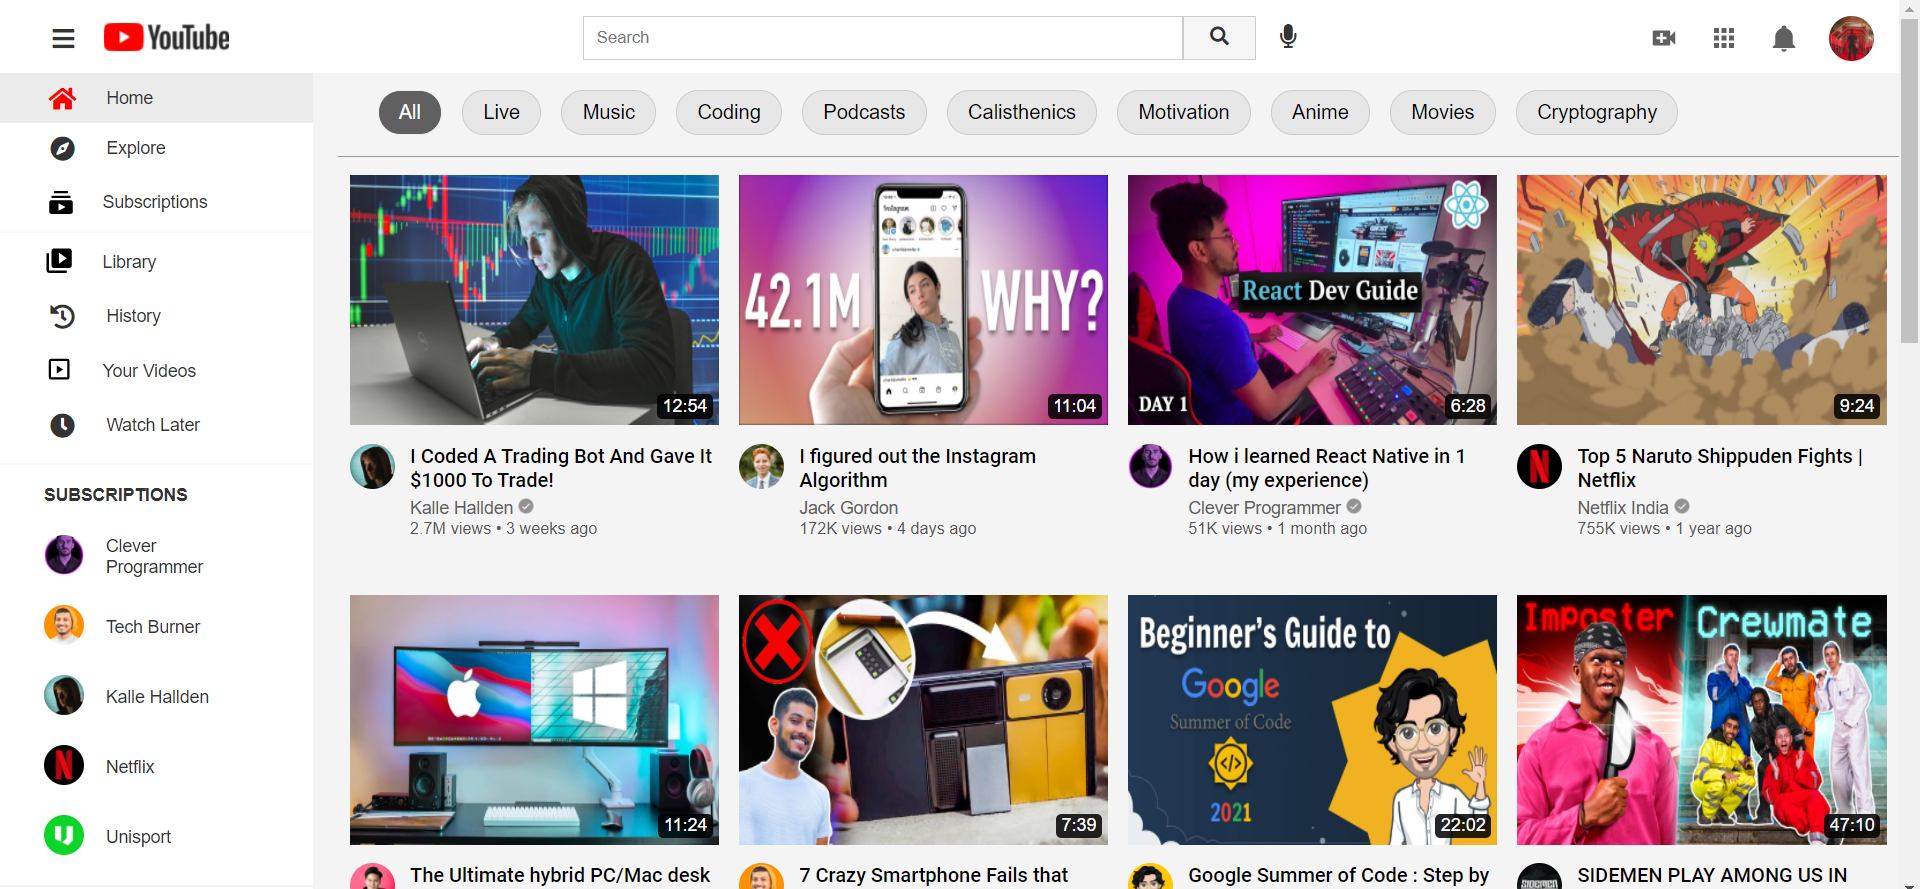 YouTube
Search
Home
Explore
Subscriptions
Library
History
Your Videos
Watch Later
SUBSCRIPTIONS
Clever
Programmer
Tech Burner
Kalle Hallden
Netflix
Unisport
All
Live
Music
Coding
Podcasts
Calisthenics
Motivation
Anime
Movies
Cryptography
12:54
I Coded A Trading Bot And Gave It
$1000 To Trade!
Kalle Hallden
2.7M views • 3 weeks ago
Instagram
42.1M
WHY?
11:04
I figured out the Instagram
Algorithm
Jack Gordon
172K views • 4 days ago
React Dev Guide
DAY 1
6:28
How i learned React Native in 1
day (my experience)
Clever Programmer
51K views • 1 month ago
9:24
Top 5 Naruto Shippuden Fights |
Netflix
Netflix India
755K views • 1 year ago
11:24
The Ultimate hybrid PC/Mac desk
7:39
7 Crazy Smartphone Fails that
Beginner's Guide to
Google
Summer of Code
</>
2021
22:02
Google Summer of Code : Step by
Imposter
Crewmate
47:10
SIDEMEN
SIDEMEN PLAY AMONG US IN